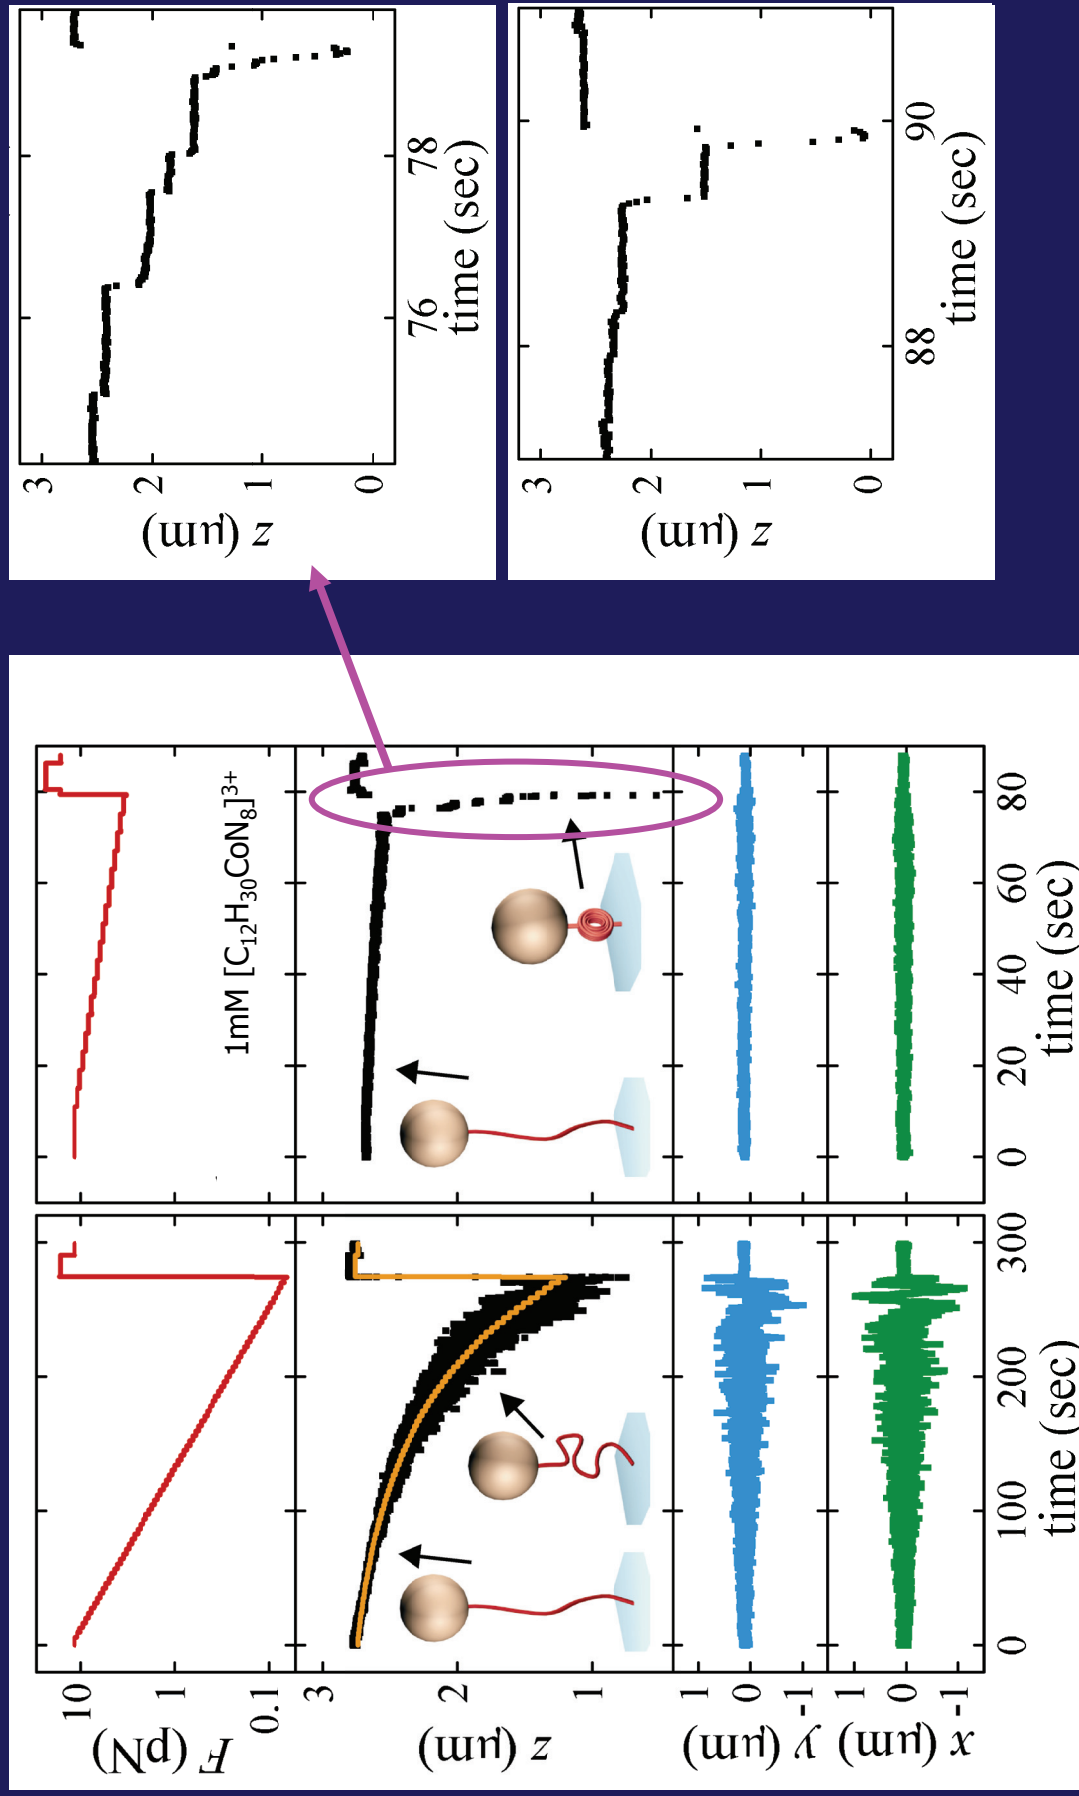 F (pN)
10
1
0.1
1mM [C₁₂H₃₀CoN₈]³⁺
z (μm)
3
2
1
y (μm)
1
0
-1
x (μm)
1
0
-1
0 100 200 300
time (sec)
0 20 40 60 80
time (sec)
z (μm)
3
2
1
0
76 78
time (sec)
z (μm)
3
2
1
0
88 90
time (sec)